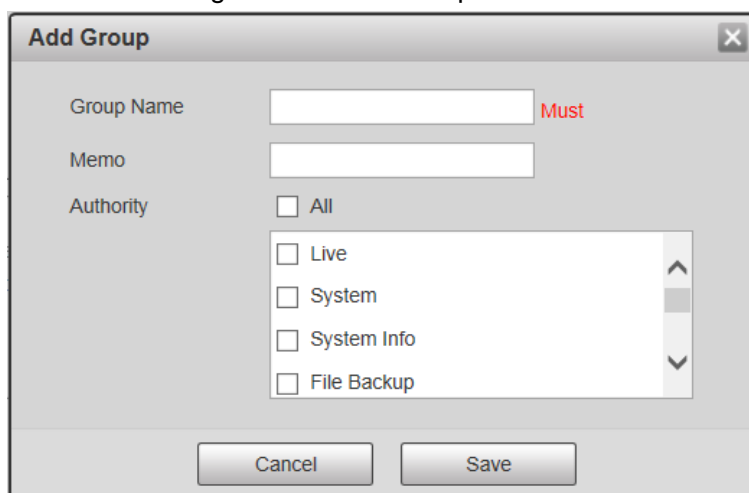 Add Group
Group Name Must
Memo
Authority All
Live
System
System Info
File Backup
Cancel Save